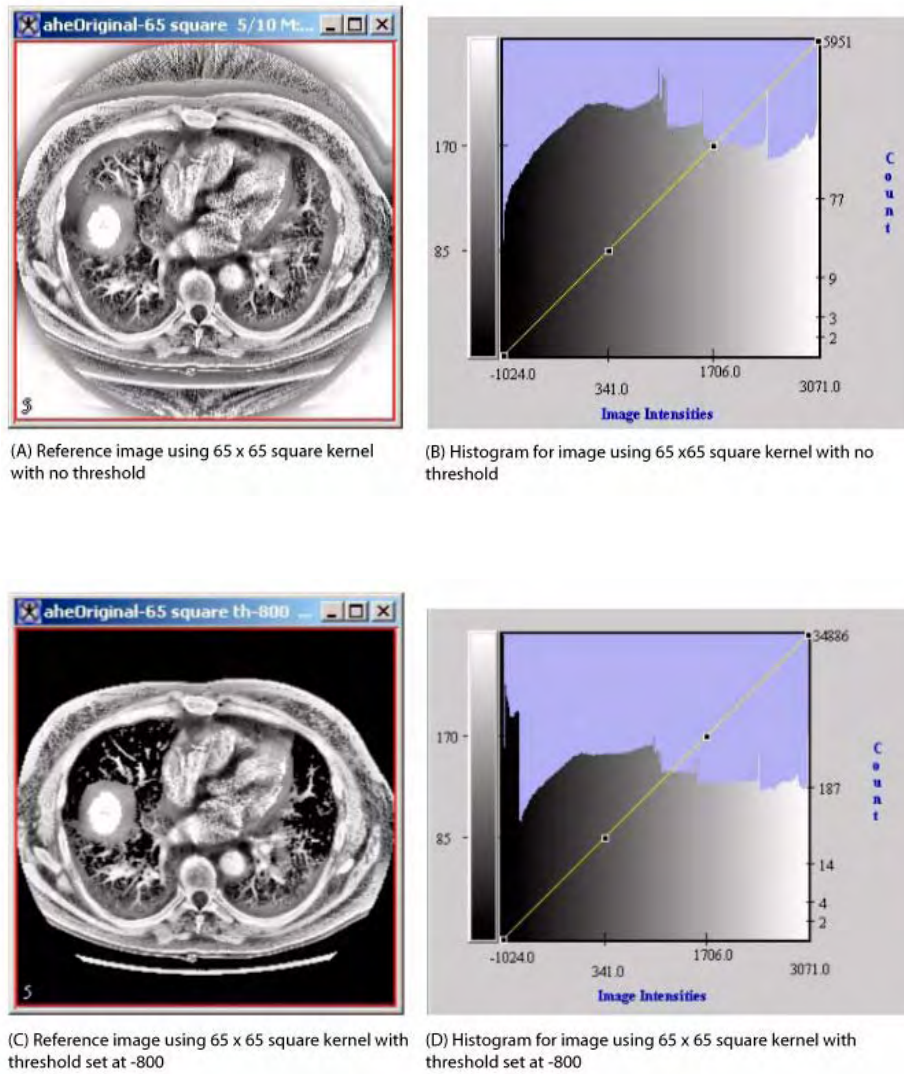 aheOriginal-65 square 5/10 M:...
S
(A) Reference image using 65 x 65 square kernel
with no threshold
5951
170
85
77
9
3
2
Count
-1024.0
341.0
1706.0
3071.0
Image Intensities
(B) Histogram for image using 65 x65 square kernel with no
threshold
aheOriginal-65 square th-800 ...
S
(C) Reference image using 65 x 65 square kernel with
threshold set at -800
34886
170
85
187
14
4
2
Count
-1024.0
341.0
1706.0
3071.0
Image Intensities
(D) Histogram for image using 65 x 65 square kernel with
threshold set at -800